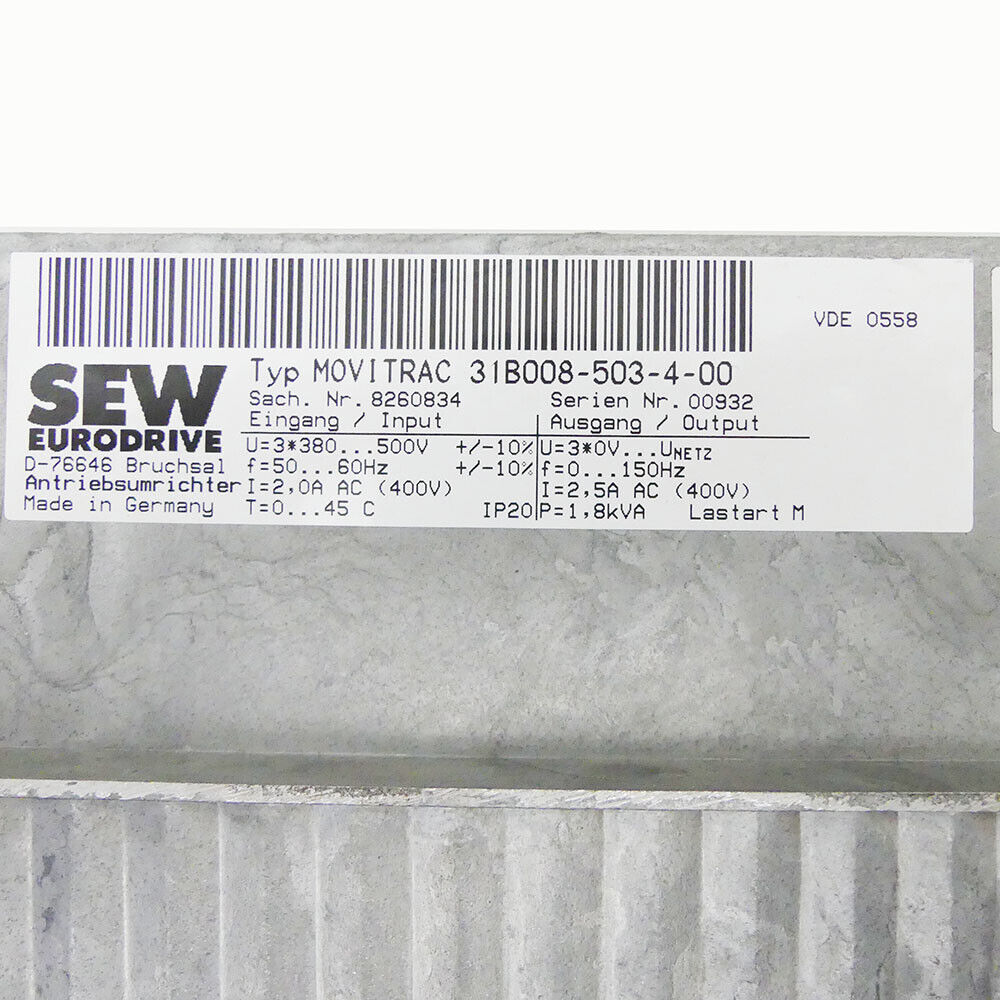 VDE 0558
SEW
EURODRIVE
D-76646 Bruchsal
Antriebsumrichter
Made in Germany
Typ MOVITRAC 31B008-503-4-00
Sach. Nr. 8260834 Serien Nr. 00932
Eingang / Input Ausgang / Output
U=3*380...500V +/-10% U=3*0V...UNETZ
f=50...60Hz +/-10% f=0...150Hz
I=2,0A AC (400V) I=2,5A AC (400V)
T=0...45 C IP20 P=1,8kVA Lastart M